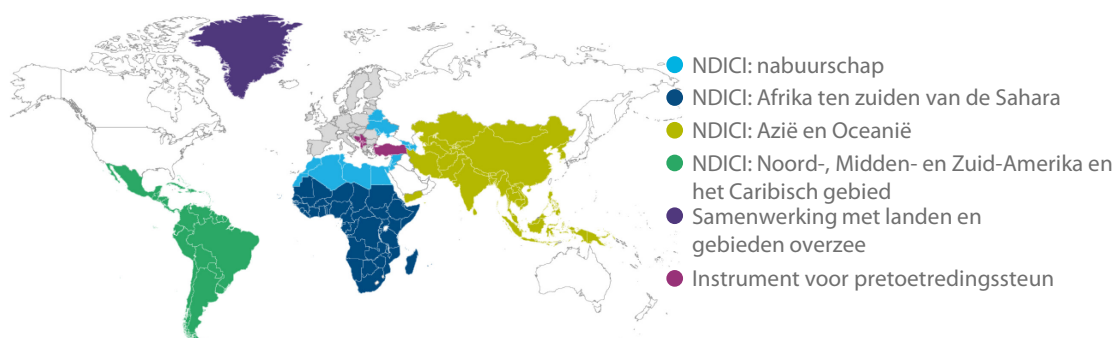 NDICI: nabuurschap
NDICI: Afrika ten zuiden van de Sahara
NDICI: Azië en Oceanië
NDICI: Noord-, Midden- en Zuid-Amerika en
het Caribisch gebied
Samenwerking met landen en
gebieden overzee
Instrument voor pretoetredingssteun